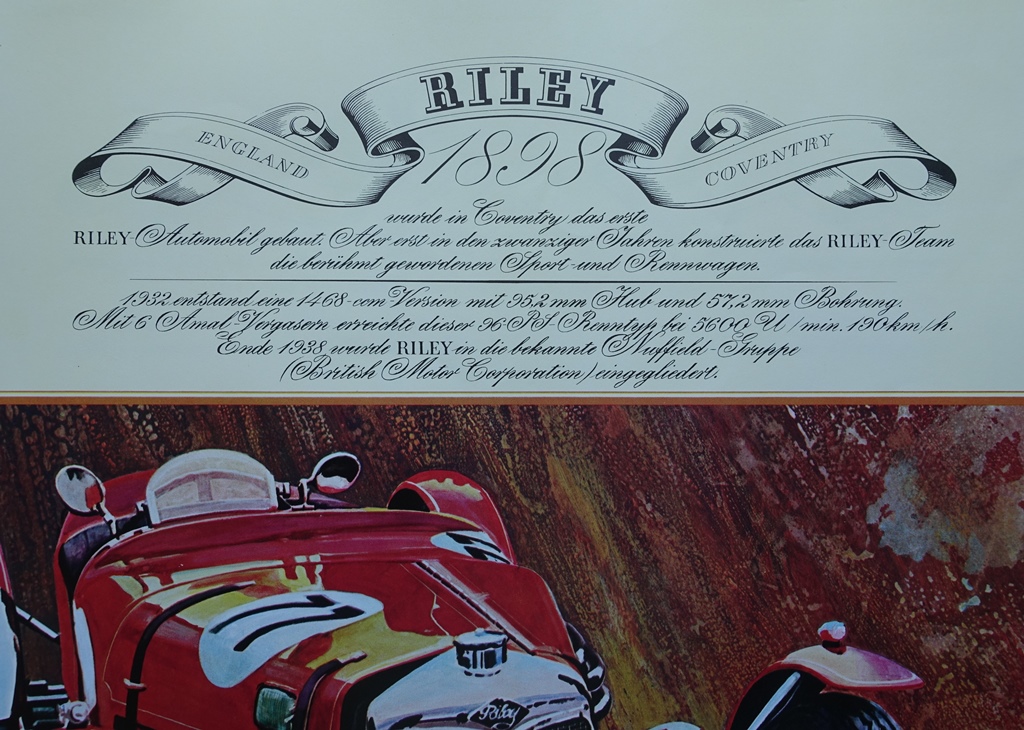 RILEY
ENGLAND
1898
COVENTRY
wurde in Coventry das erste
RILEY-Automobil gebaut. Aber erst in den zwanziger Jahren konstruierte das RILEY-Team
die berühmt gewordenen Sport- und Rennwagen.
1932 entstand eine 1468-ccm Version mit 95,2 mm Hub und 57,2 mm Bohrung.
Mit 6 Amal-Vergasern erreichte dieser 96-PS-Renntyp bei 5600 U/min. 190 km/h.
Ende 1938 wurde RILEY in die bekannte Nuffield-Gruppe
(British Motor Corporation) eingegliedert.
Riley